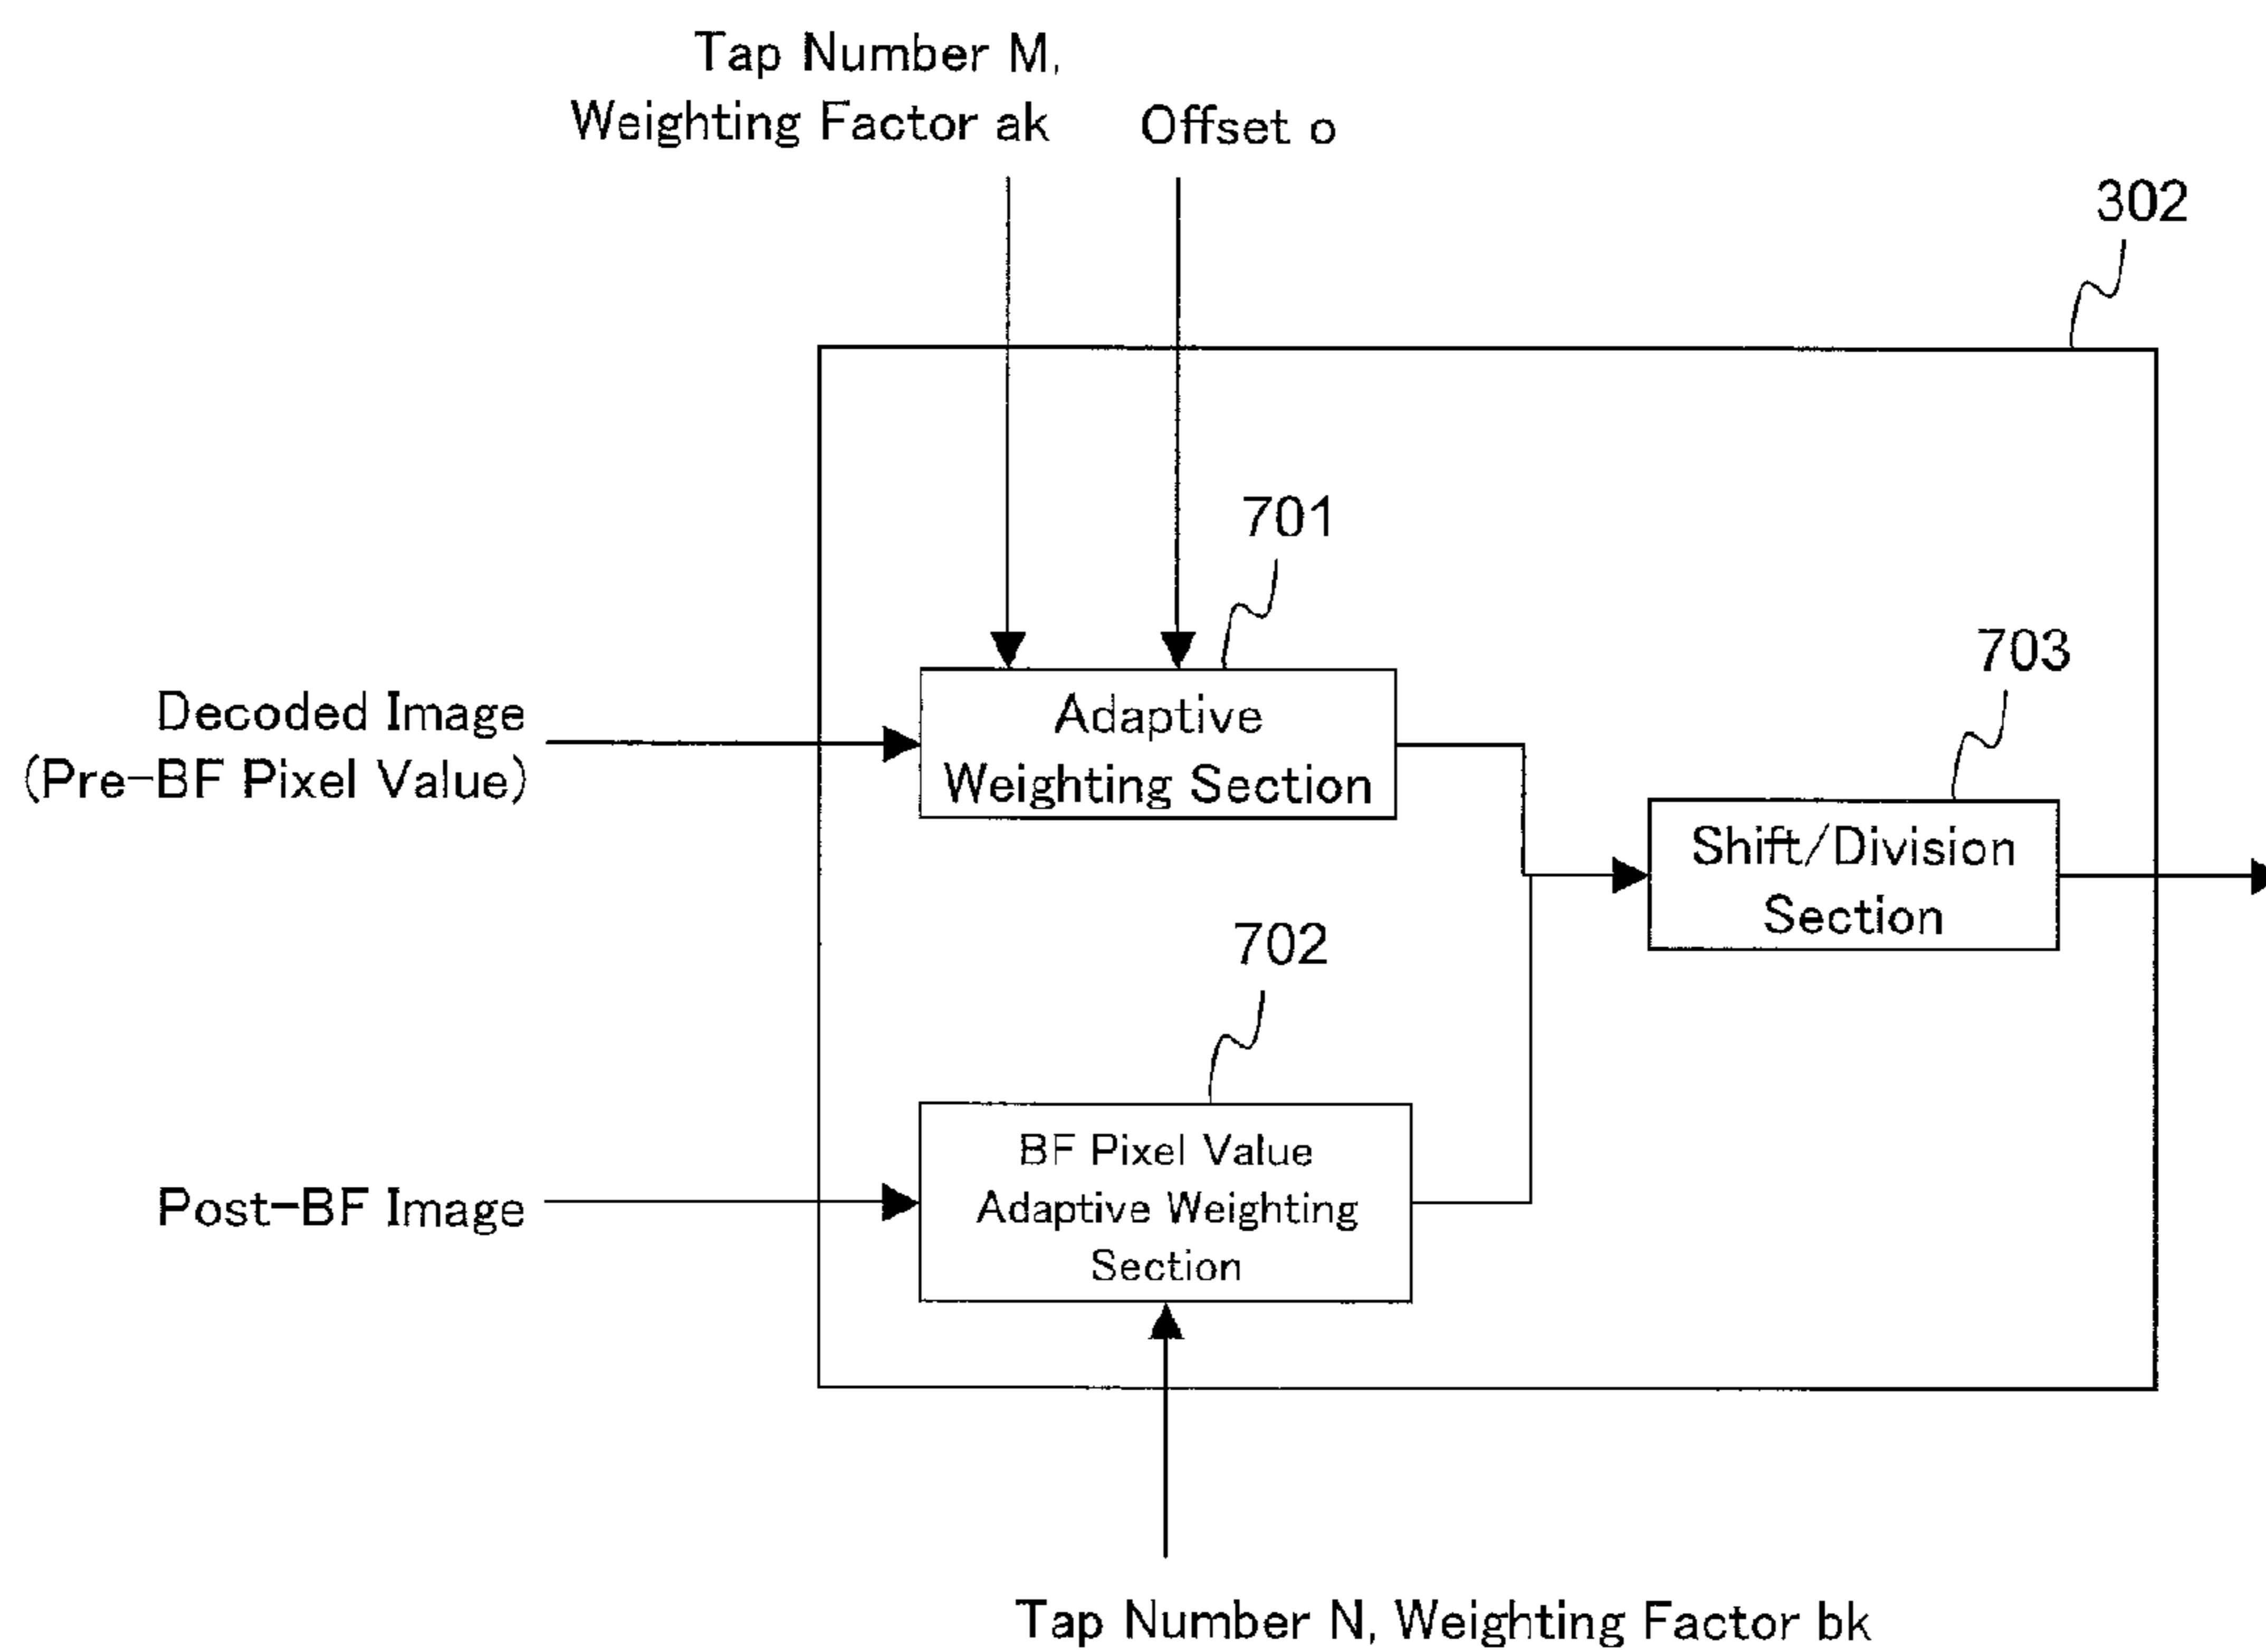 Tap Number M,
Weighting Factor ak
Offset o
302
701
703
Decoded Image
(Pre-BF Pixel Value)
Adaptive
Weighting Section
Shift/Division
Section
702
Post-BF Image
BF Pixel Value
Adaptive Weighting
Section
Tap Number N, Weighting Factor bk